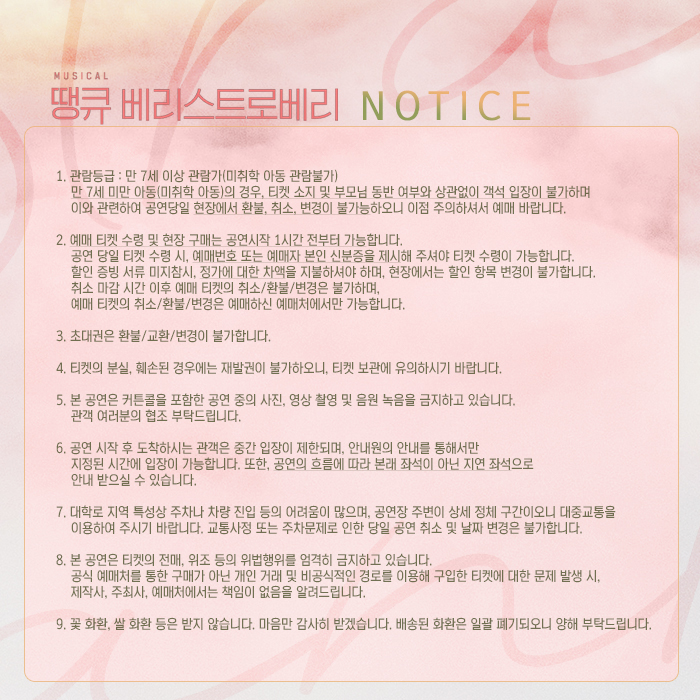 MUSICAL
땡큐 베리스트로베리 NOTICE
1. 관람등급 : 만 7세 이상 관람가(미취학 아동 관람불가)
만 7세 미만 아동(미취학 아동)의 경우, 티켓 소지 및 부모님 동반 여부와 상관없이 객석 입장이 불가하며
이와 관련하여 공연당일 현장에서 환불, 취소, 변경이 불가능하오니 이점 주의하셔서 예매 바랍니다.
2. 예매 티켓 수령 및 현장 구매는 공연시작 1시간 전부터 가능합니다.
공연 당일 티켓 수령 시, 예매번호 또는 예매자 본인 신분증을 제시해 주셔야 티켓 수령이 가능합니다.
할인 증빙 서류 미지참시, 정가에 대한 차액을 지불하셔야 하며, 현장에서는 할인 항목 변경이 불가합니다.
취소 마감 시간 이후 예매 티켓의 취소/환불/변경은 불가하며,
예매 티켓의 취소/환불/변경은 예매하신 예매처에서만 가능합니다.
3. 초대권은 환불/교환/변경이 불가합니다.
4. 티켓의 분실, 훼손된 경우에는 재발권이 불가하오니, 티켓 보관에 유의하시기 바랍니다.
5. 본 공연은 커튼콜을 포함한 공연 중의 사진, 영상 촬영 및 음원 녹음을 금지하고 있습니다.
관객 여러분의 협조 부탁드립니다.
6. 공연 시작 후 도착하시는 관객은 중간 입장이 제한되며, 안내원의 안내를 통해서만
지정된 시간에 입장이 가능합니다. 또한, 공연의 흐름에 따라 본래 좌석이 아닌 지연 좌석으로
안내 받으실 수 있습니다.
7. 대학로 지역 특성상 주차나 차량 진입 등의 어려움이 많으며, 공연장 주변이 상세 정체 구간이오니 대중교통을
이용하여 주시기 바랍니다. 교통사정 또는 주차문제로 인한 당일 공연 취소 및 날짜 변경은 불가합니다.
8. 본 공연은 티켓의 전매, 위조 등의 위법행위를 엄격히 금지하고 있습니다.
공식 예매처를 통한 구매가 아닌 개인 거래 및 비공식적인 경로를 이용해 구입한 티켓에 대한 문제 발생 시,
제작사, 주최사, 예매처에서는 책임이 없음을 알려드립니다.
9. 꽃 화환, 쌀 화환 등은 받지 않습니다. 마음만 감사히 받겠습니다. 배송된 화환은 일괄 폐기되오니 양해 부탁드립니다.